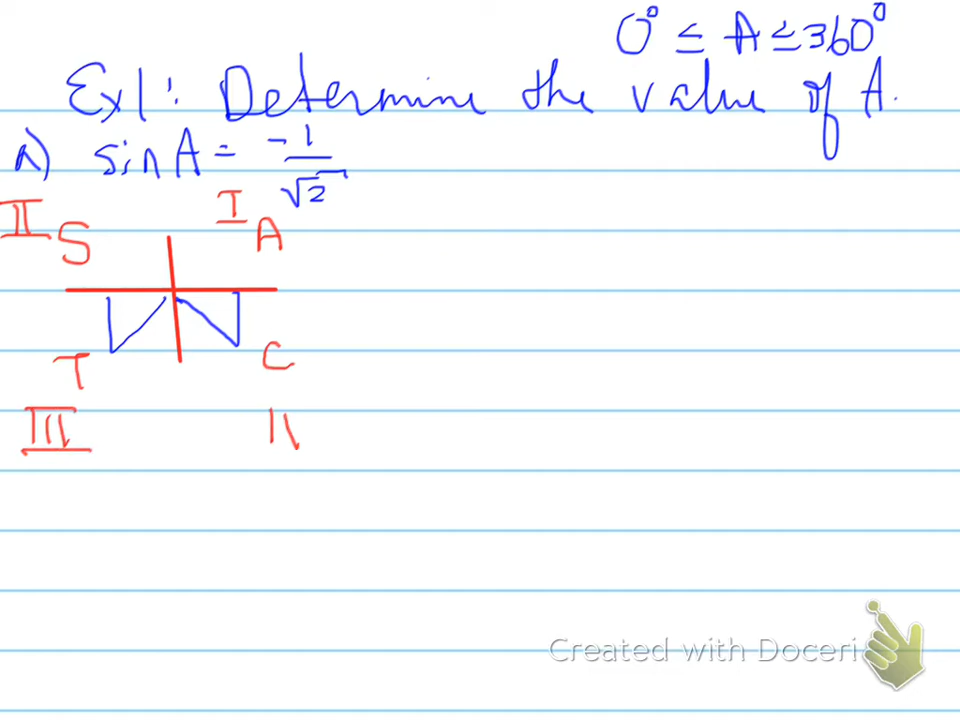 0° ≤ A ≤ 360°
Ex1: Determine the value of A.
a) sin A = -1/√2
II S I A
T C
III IV
Created with Doceri